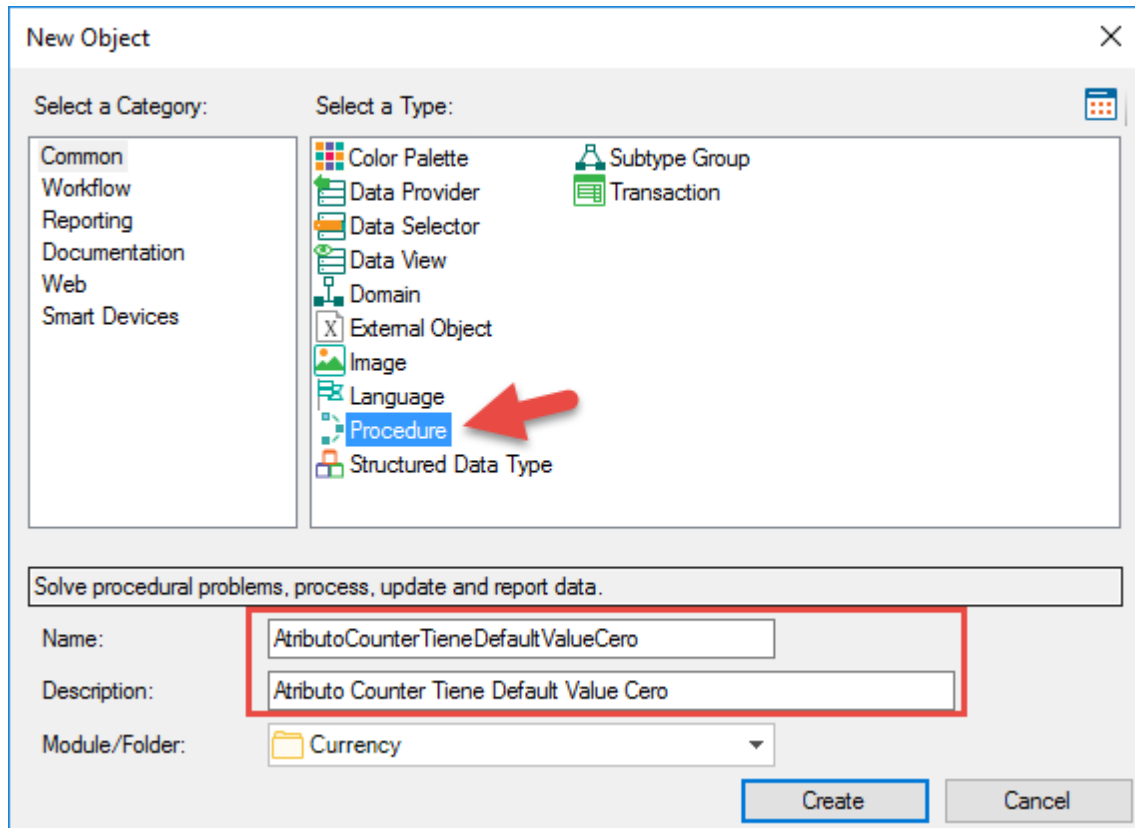 New Object
Select a Category:
Select a Type:
Common
Workflow
Reporting
Documentation
Web
Smart Devices
Color Palette
Data Provider
Data Selector
Data View
Domain
External Object
Image
Language
Procedure
Structured Data Type
Subtype Group
Transaction
Solve procedural problems, process, update and report data.
Name: AtributoCounterTieneDefaultValueCero
Description: Atributo Counter Tiene Default Value Cero
Module/Folder: Currency
Create Cancel